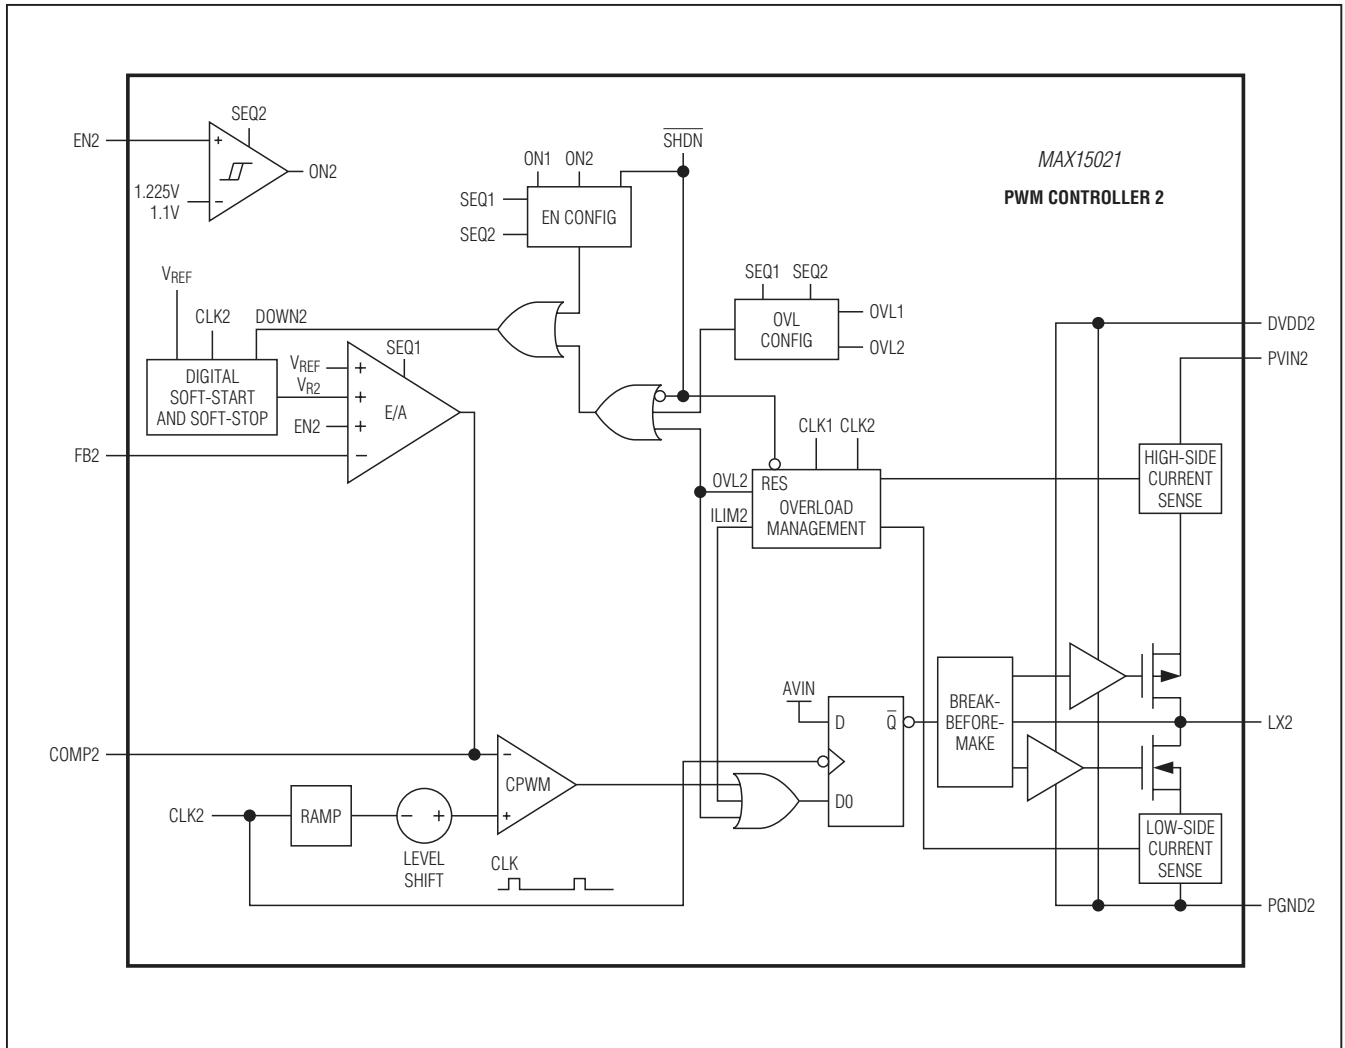 SEQ2
EN2
+
ON2
1.225V
1.1V
−
SHDN
ON1 ON2
SEQ1
EN CONFIG
SEQ2
MAX15021
PWM CONTROLLER 2
VREF
CLK2
DOWN2
DIGITAL
SOFT-START
AND SOFT-STOP
SEQ1
VREF
+
VR2
+
E/A
EN2
+
FB2
−
SEQ1 SEQ2
OVL
CONFIG
OVL1
OVL2
DVDD2
PVIN2
CLK1 CLK2
HIGH-SIDE
CURRENT
SENSE
OVL2
RES
ILIM2
OVERLOAD
MANAGEMENT
AVIN
D
Q
D0
BREAK-
BEFORE-
MAKE
LX2
COMP2
−
CPWM
+
CLK2
RAMP
− +
LEVEL
SHIFT
CLK
LOW-SIDE
CURRENT
SENSE
PGND2